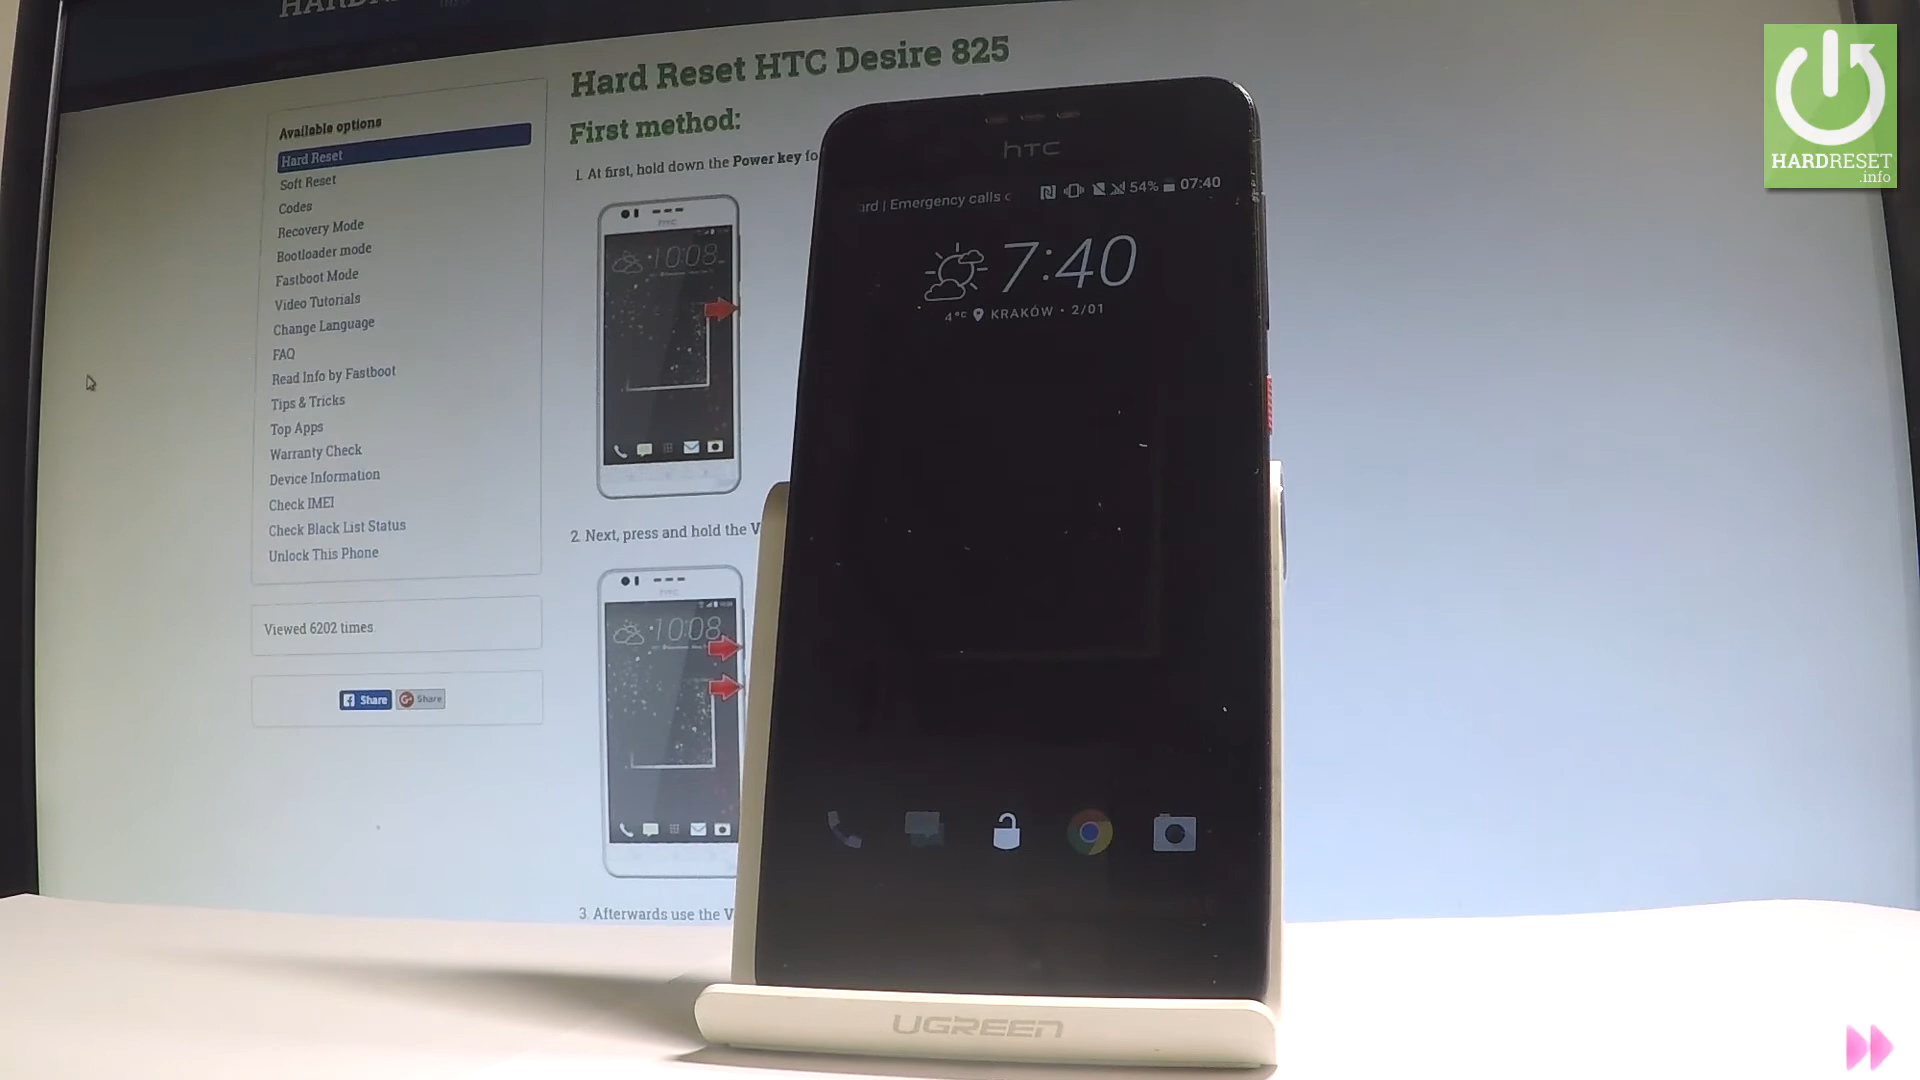 Hard Reset HTC Desire 825
First method:
1. At first, hold down the Power key fo
Available options
Hard Reset
Soft Reset
Codes
Recovery Mode
Bootloader mode
Fastboot Mode
Video Tutorials
Change Language
FAQ
Read Info by Fastboot
Tips & Tricks
Top Apps
Warranty Check
Device Information
Check IMEI
Check Black List Status
Unlock This Phone
Viewed 6202 times.
Share
Share
10:08
2. Next, press and hold the V
10:08
3. Afterwards use the V
hTC
ard | Emergency calls
54% 07:40
7:40
4°C KRAKÓW • 2/01
UGREEN
HARDRESET
.info